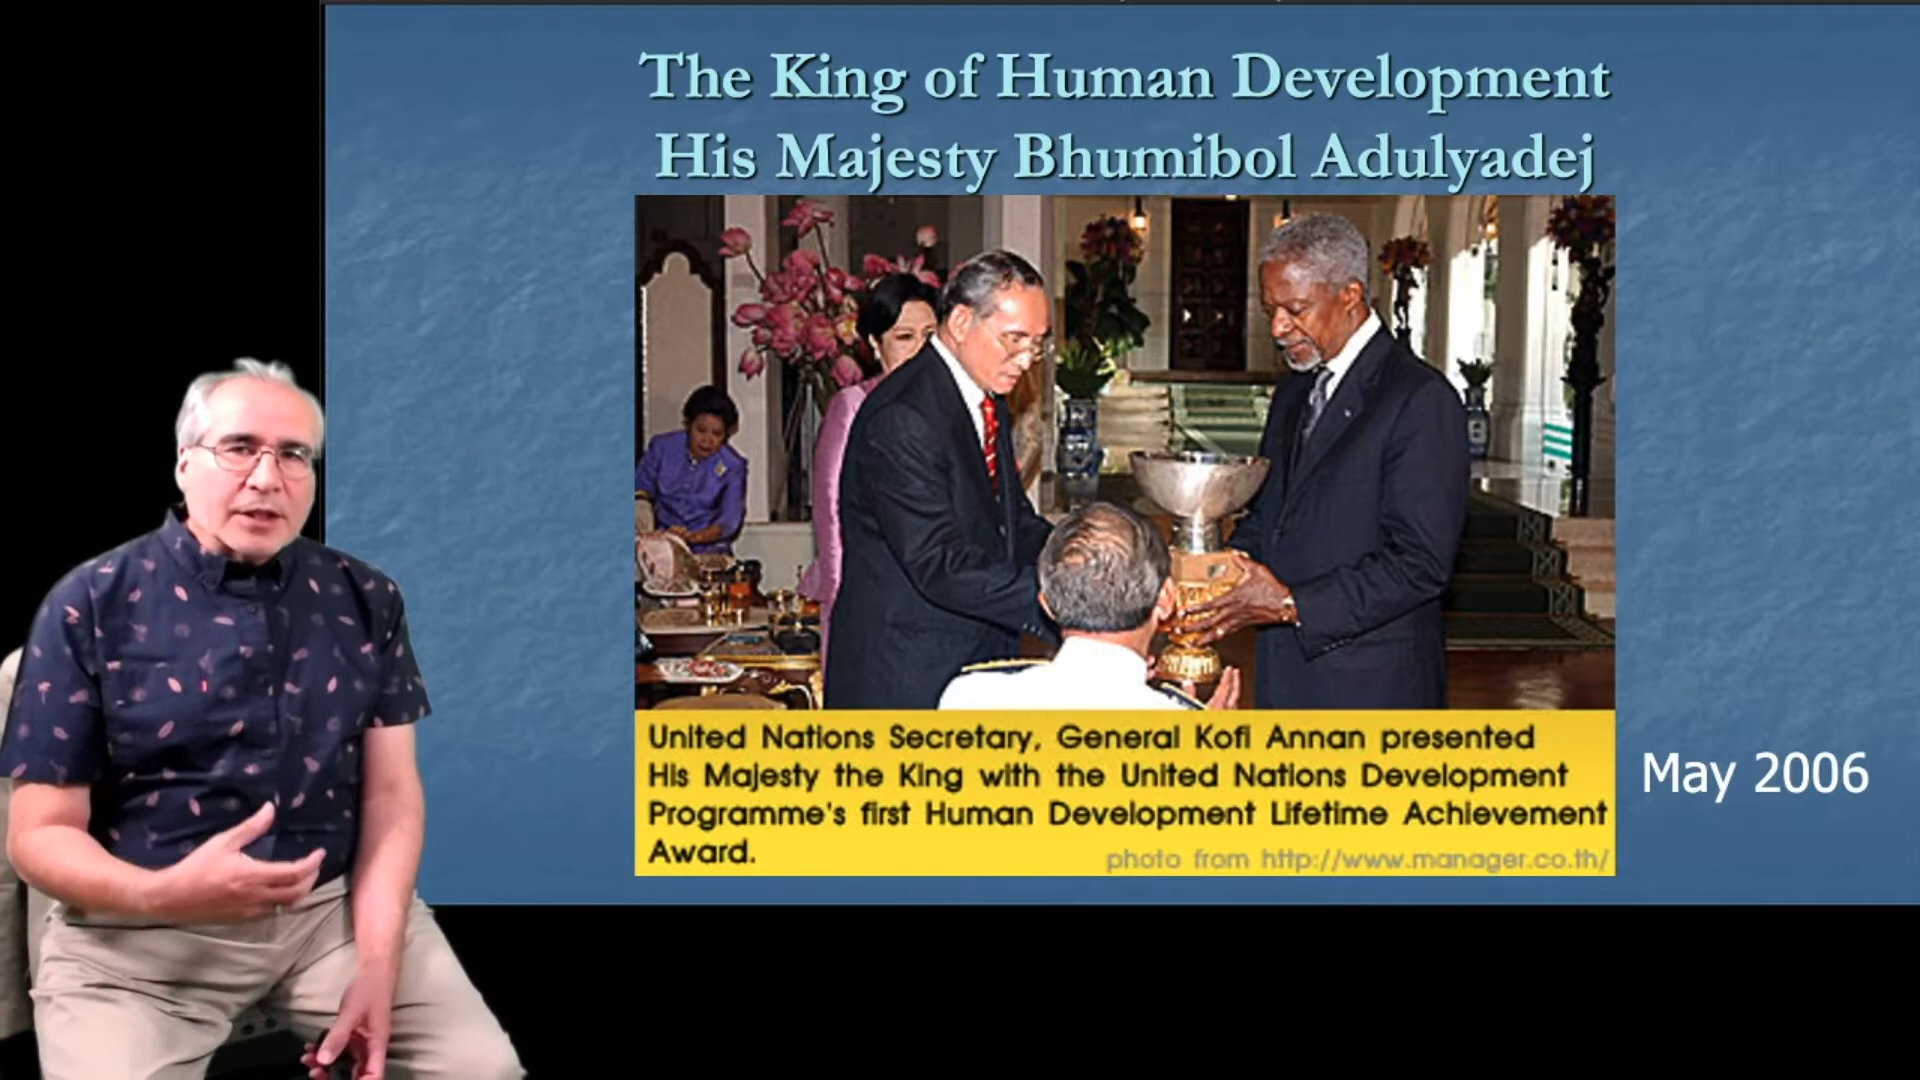 The King of Human Development
His Majesty Bhumibol Adulyadej
United Nations Secretary, General Kofi Annan presented
His Majesty the King with the United Nations Development
Programme's first Human Development Lifetime Achievement
Award.
photo from http://www.manager.co.th/
May 2006